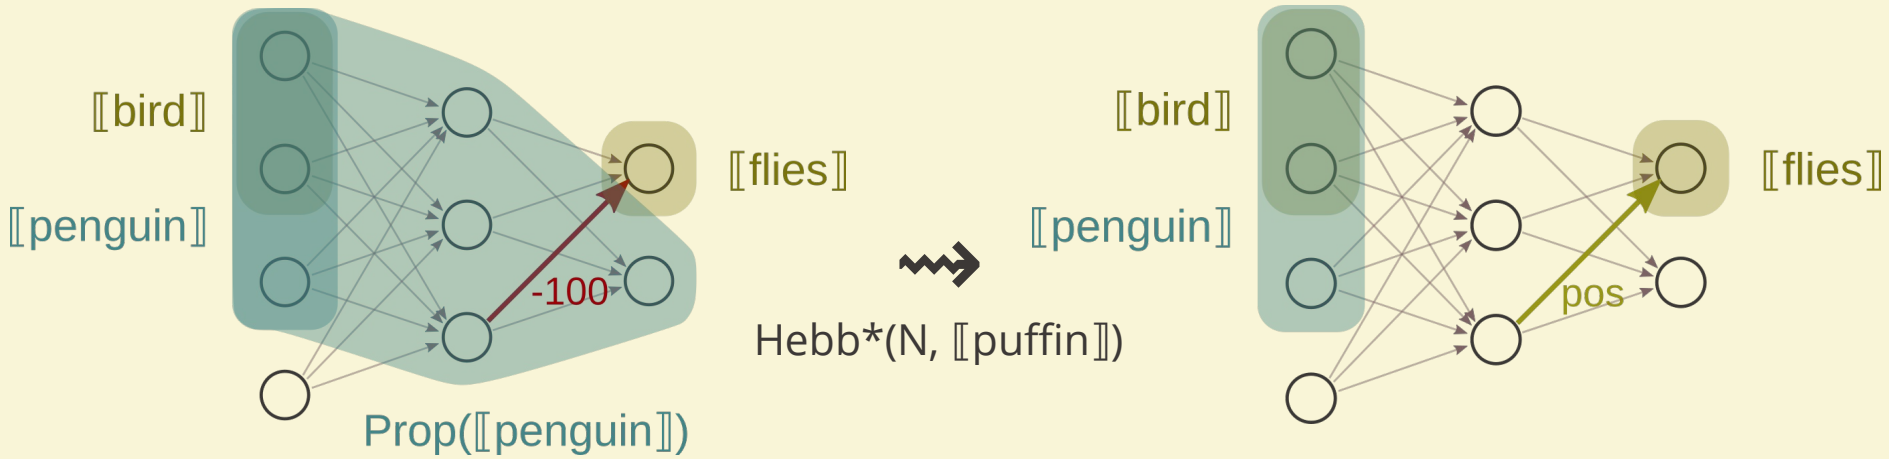 ⟦bird⟧
⟦penguin⟧
-100
⟦flies⟧
Prop(⟦penguin⟧)
Hebb*(N, ⟦puffin⟧)
⟦bird⟧
⟦penguin⟧
pos
⟦flies⟧